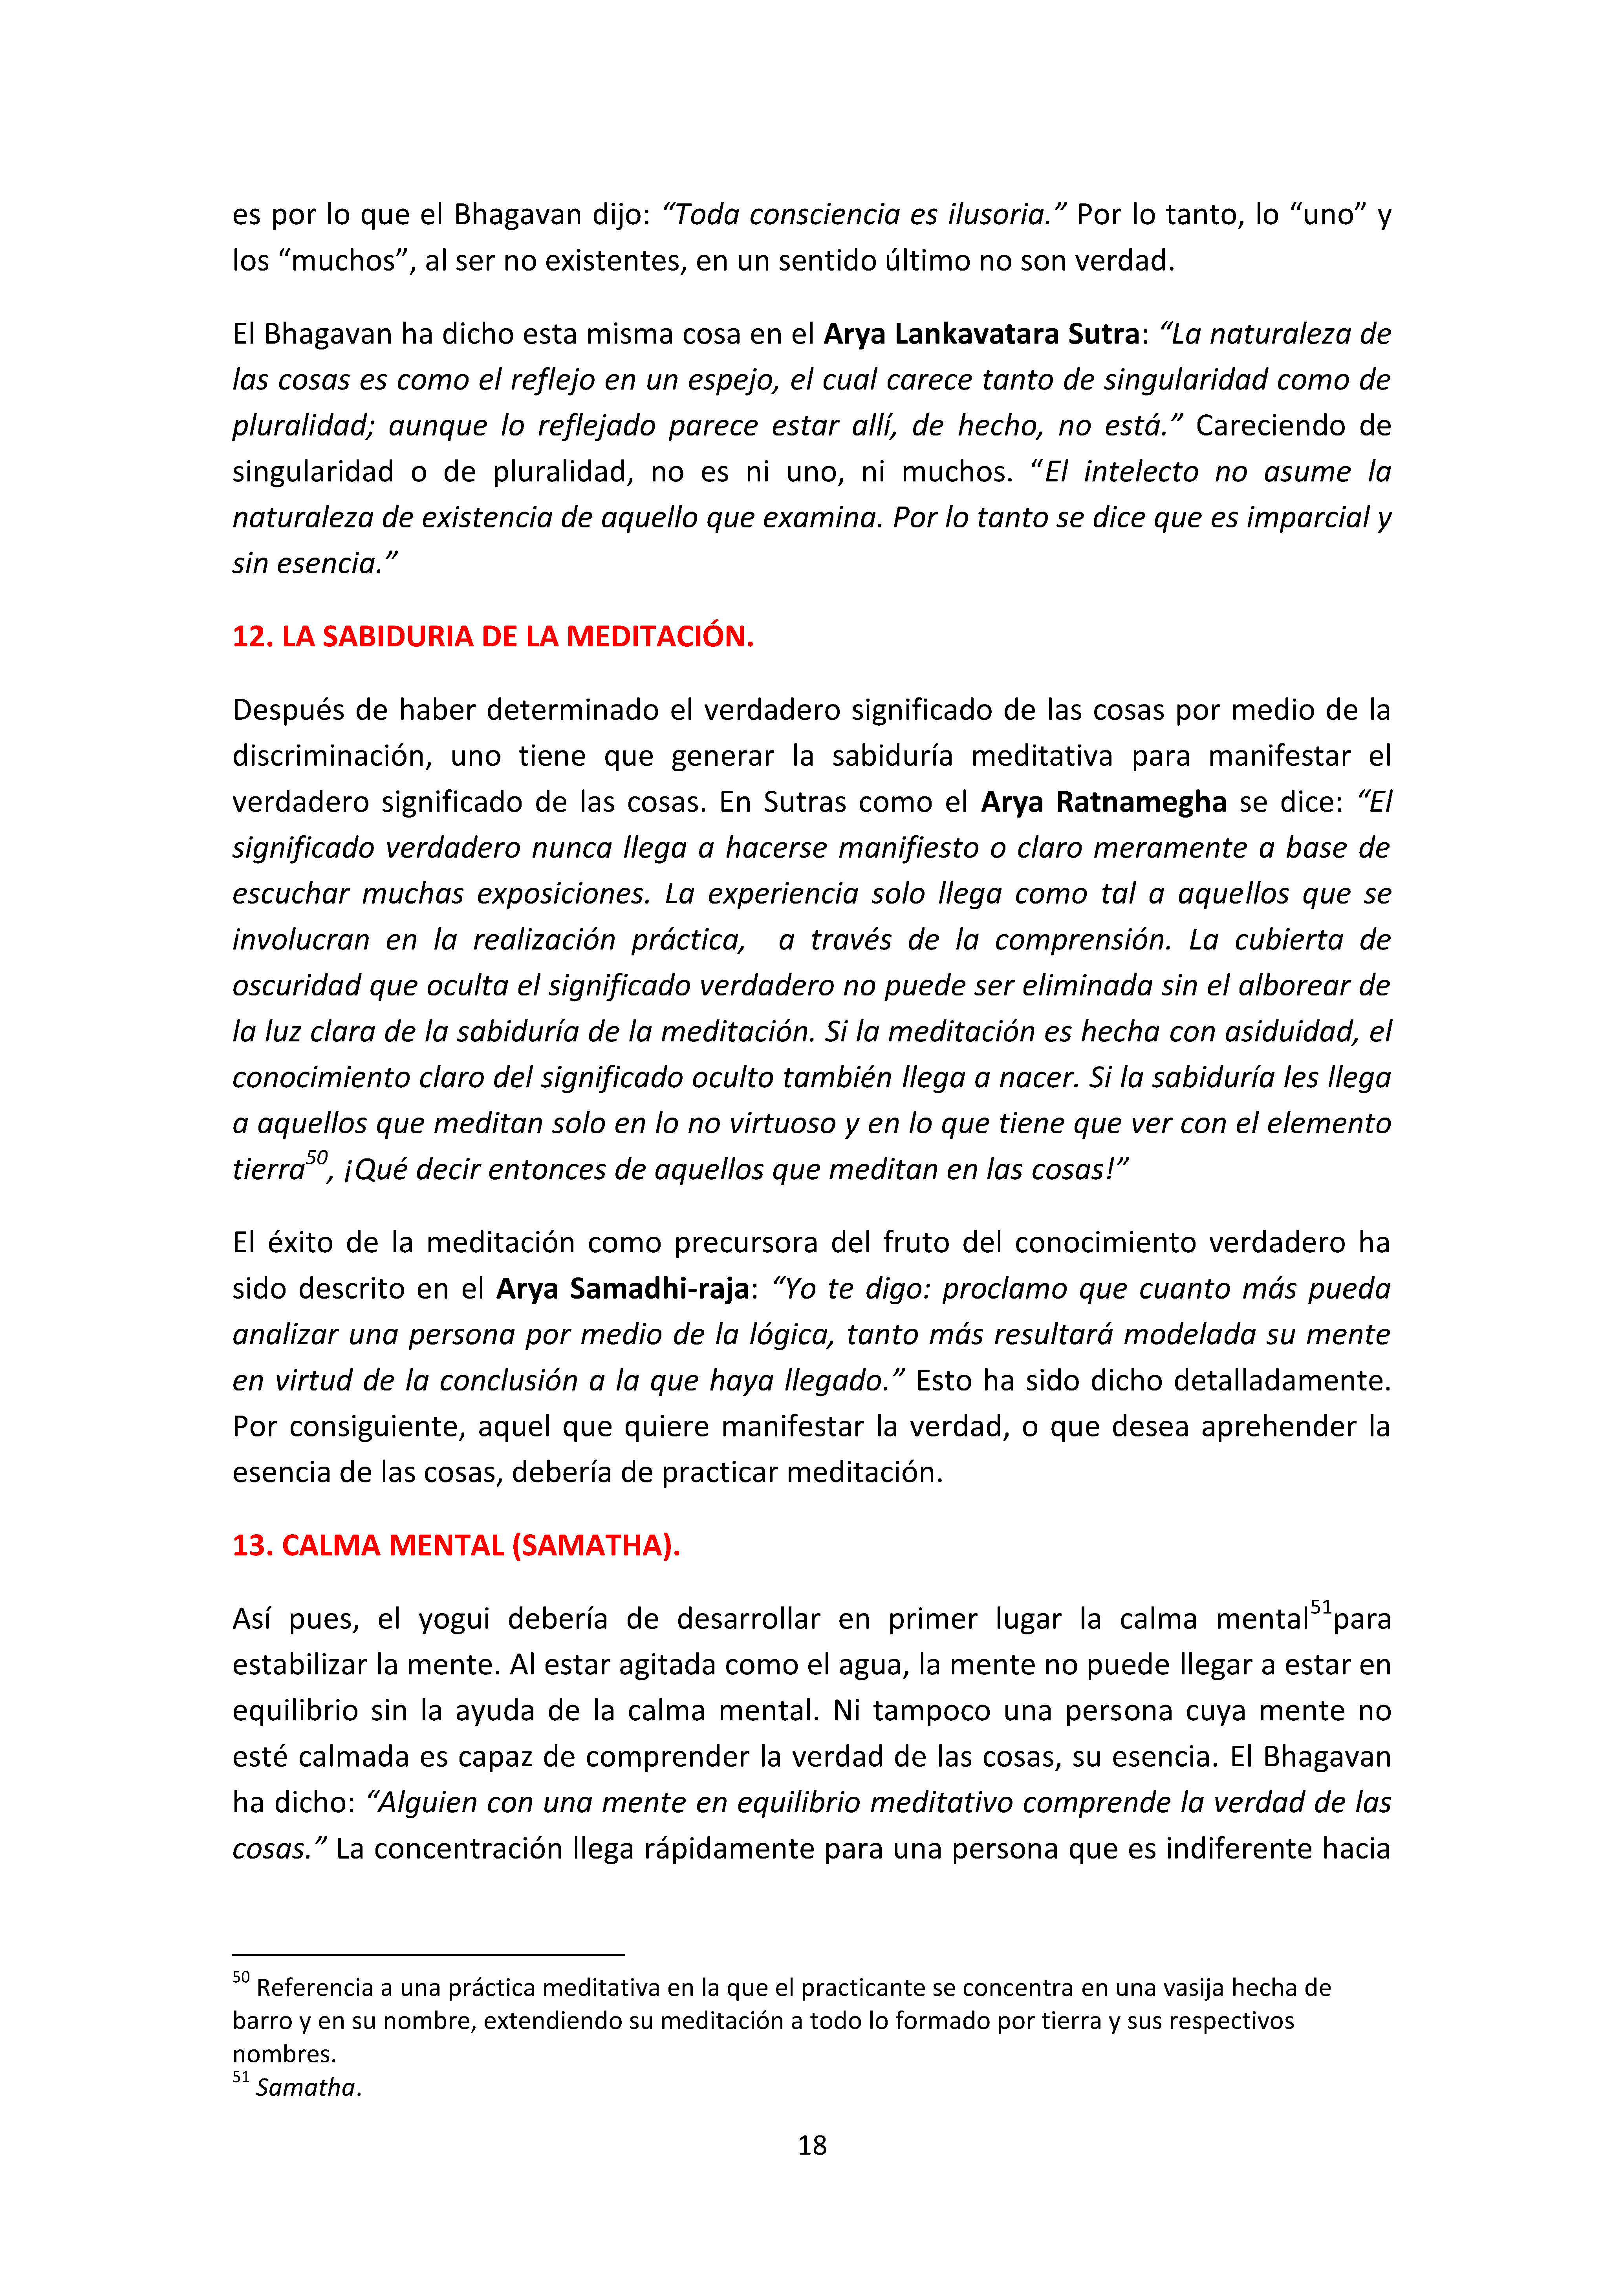 es por lo que el Bhagavan dijo: “Toda consciencia es ilusoria.” Por lo tanto, lo “uno” y
los “muchos”, al ser no existentes, en un sentido último no son verdad.
El Bhagavan ha dicho esta misma cosa en el Arya Lankavatara Sutra: “La naturaleza de
las cosas es como el reflejo en un espejo, el cual carece tanto de singularidad como de
pluralidad; aunque lo reflejado parece estar allí, de hecho, no está.” Careciendo de
singularidad o de pluralidad, no es ni uno, ni muchos. “El intelecto no asume la
naturaleza de existencia de aquello que examina. Por lo tanto se dice que es imparcial y
sin esencia.”
12. LA SABIDURIA DE LA MEDITACIÓN.
Después de haber determinado el verdadero significado de las cosas por medio de la
discriminación, uno tiene que generar la sabiduría meditativa para manifestar el
verdadero significado de las cosas. En Sutras como el Arya Ratnamegha se dice: “El
significado verdadero nunca llega a hacerse manifiesto o claro meramente a base de
escuchar muchas exposiciones. La experiencia solo llega como tal a aquellos que se
involucran en la realización práctica, a través de la comprensión. La cubierta de
oscuridad que oculta el significado verdadero no puede ser eliminada sin el alborear de
la luz clara de la sabiduría de la meditación. Si la meditación es hecha con asiduidad, el
conocimiento claro del significado oculto también llega a nacer. Si la sabiduría les llega
a aquellos que meditan solo en lo no virtuoso y en lo que tiene que ver con el elemento
tierra50, ¡Qué decir entonces de aquellos que meditan en las cosas!”
El éxito de la meditación como precursora del fruto del conocimiento verdadero ha
sido descrito en el Arya Samadhi-raja: “Yo te digo: proclamo que cuanto más pueda
analizar una persona por medio de la lógica, tanto más resultará modelada su mente
en virtud de la conclusión a la que haya llegado.” Esto ha sido dicho detalladamente.
Por consiguiente, aquel que quiere manifestar la verdad, o que desea aprehender la
esencia de las cosas, debería de practicar meditación.
13. CALMA MENTAL (SAMATHA).
Así pues, el yogui debería de desarrollar en primer lugar la calma mental51para
estabilizar la mente. Al estar agitada como el agua, la mente no puede llegar a estar en
equilibrio sin la ayuda de la calma mental. Ni tampoco una persona cuya mente no
esté calmada es capaz de comprender la verdad de las cosas, su esencia. El Bhagavan
ha dicho: “Alguien con una mente en equilibrio meditativo comprende la verdad de las
cosas.” La concentración llega rápidamente para una persona que es indiferente hacia
50 Referencia a una práctica meditativa en la que el practicante se concentra en una vasija hecha de
barro y en su nombre, extendiendo su meditación a todo lo formado por tierra y sus respectivos
nombres.
51 Samatha.
18